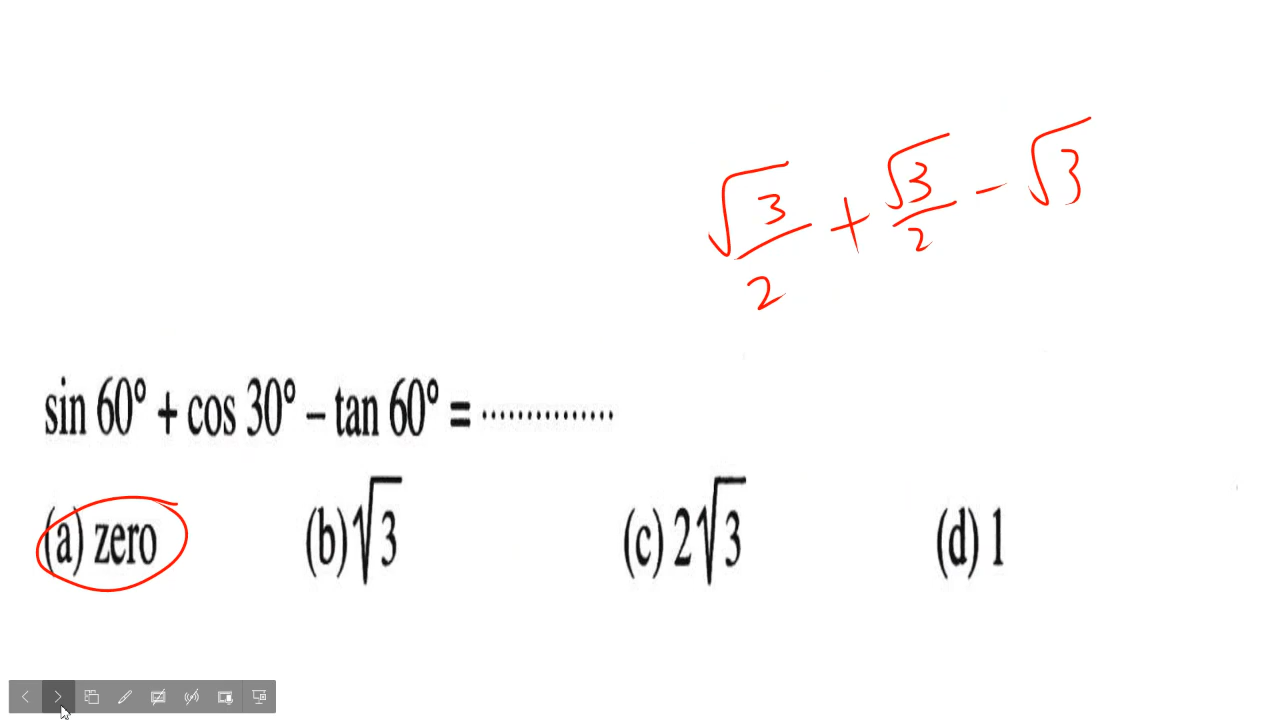 √3/2 + √3/2 - √3
sin 60° + cos 30° – tan 60° = ...............
(a) zero (b) √3 (c) 2√3 (d) 1